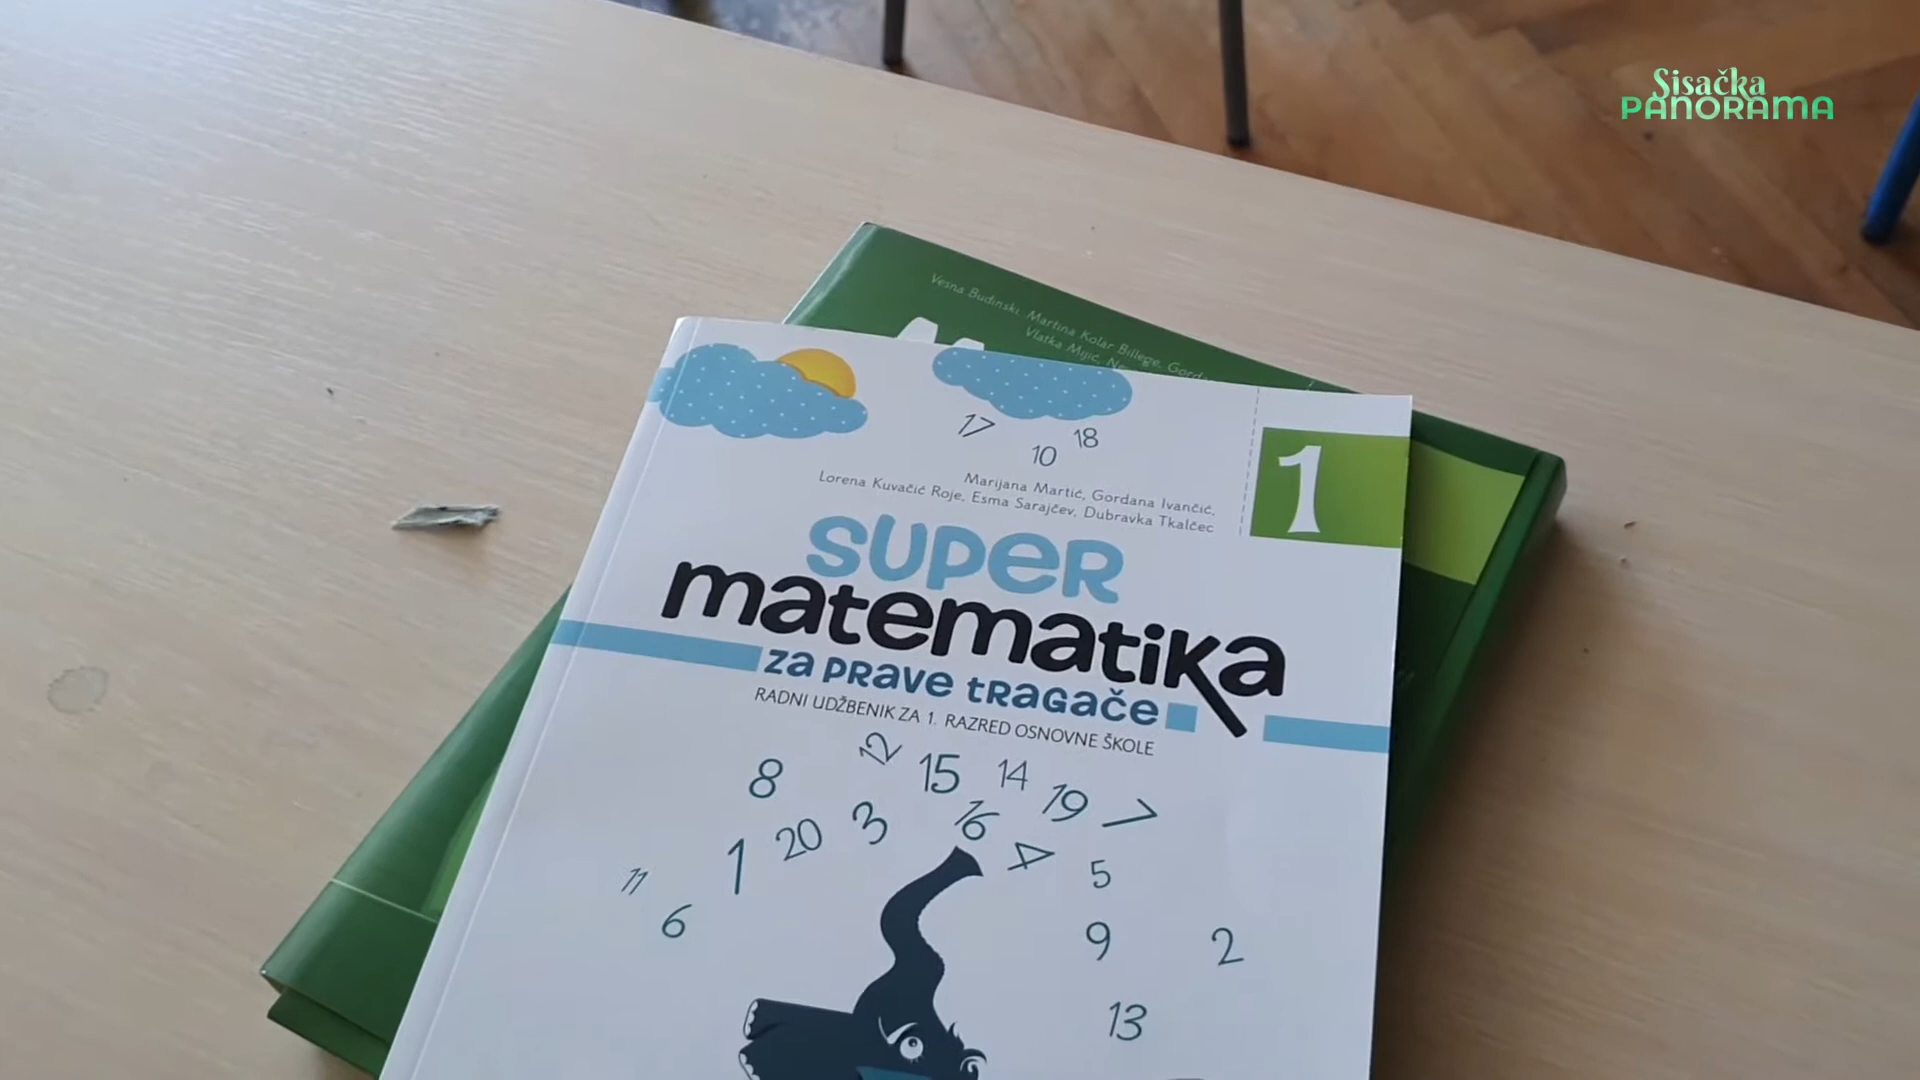 Sisačka
PANORAMA
Vesna Budinski, Martina Kolar Billege, Gordana
Vlatka Mijić,
17
10
18
1
Marijana Martić, Gordana Ivančić,
Lorena Kuvačić Roje, Esma Sarajčev, Dubravka Tkalčec
SUPER
matematika
za prave tragače
RADNI UDŽBENIK ZA 1. RAZRED OSNOVNE ŠKOLE
8 12 15 14 19 7
1 20 3 16 4 5
11 6 9 2
13